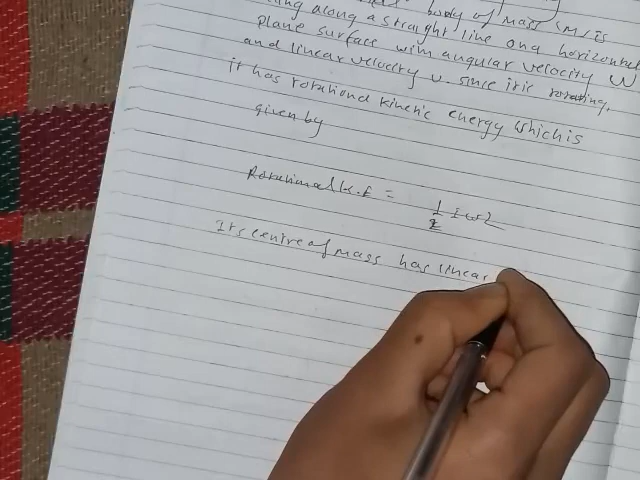 body of mass 'M' is
ling along a straight line on a horizontal
plane surface with angular velocity W
and linear velocity v. since it is rotating,
it has rotational kinetic energy which is
given by
Rotational K.E = 1/2 Iω2
Its centre of mass has linear